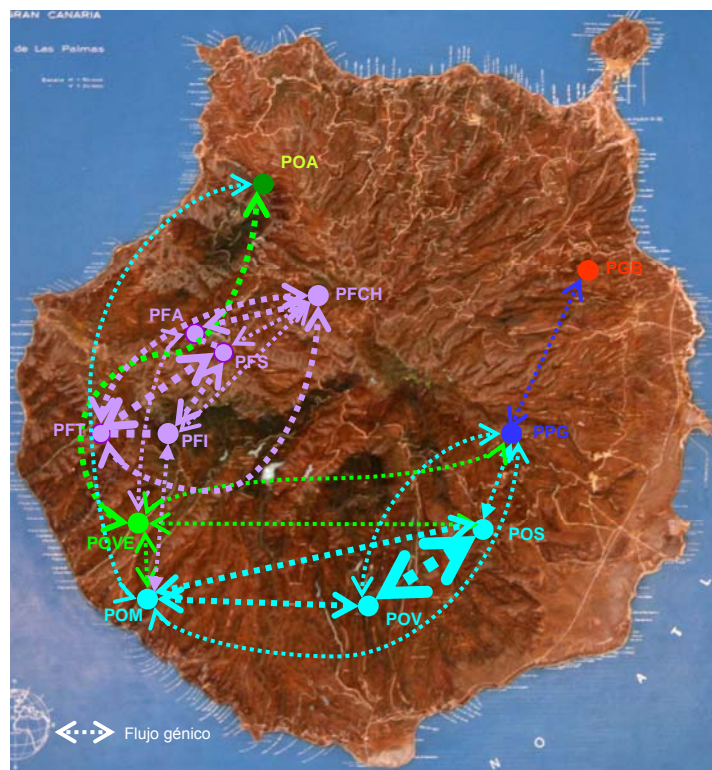 GRAN CANARIA
de Las Palmas
POA
PGB
PFCH
PFA
PFS
PFT
PFI
PPG
POS
POVE
POM
POV
L
A
T
N
O
Flujo génico